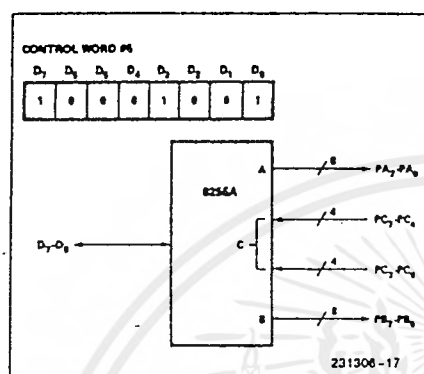 CONTROL WORD #6
D7 D6 D5 D4 D3 D2 D1 D0
1 0 0 0 1 0 0 1
A
8
PA7-PA0
8255A
4
PC7-PC4
D7-D0
C
4
PC3-PC0
B
8
PB7-PB0
231306-17